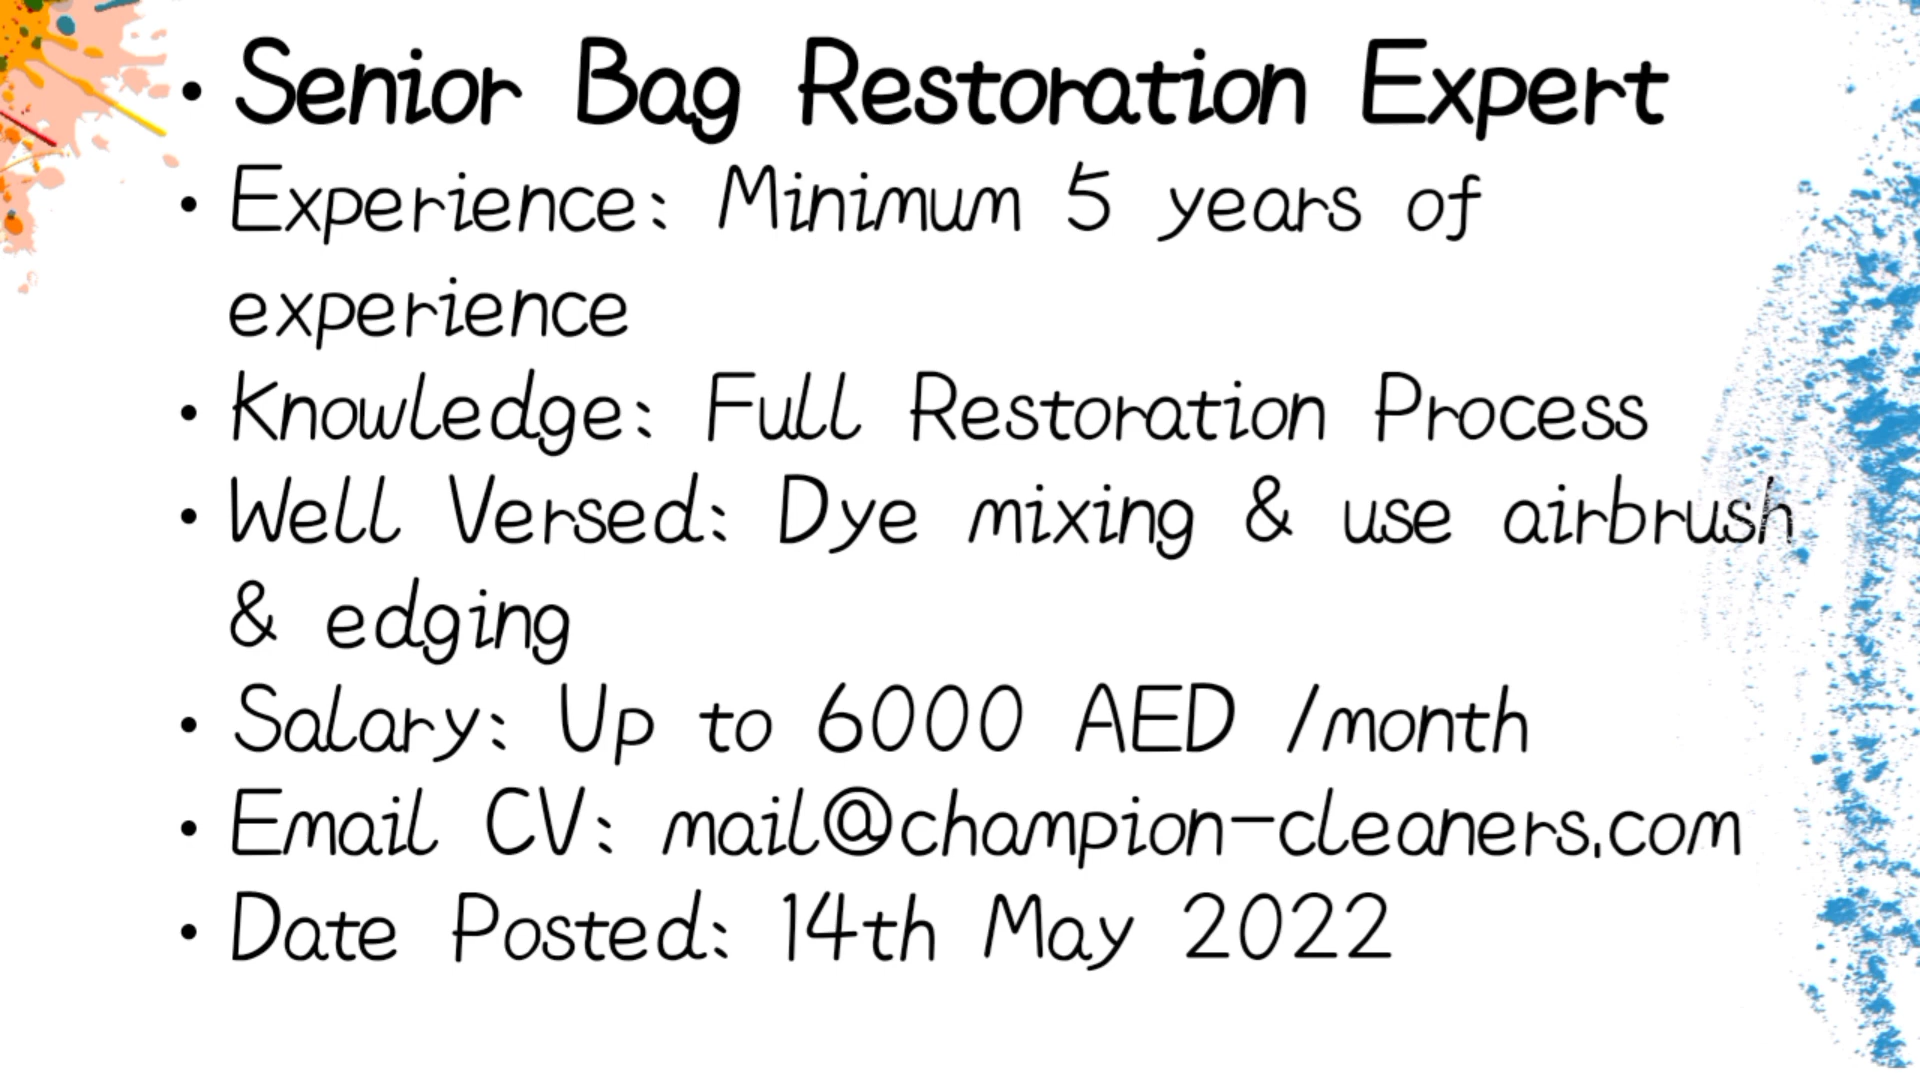 • Senior Bag Restoration Expert
• Experience: Minimum 5 years of
experience
• Knowledge: Full Restoration Process
• Well Versed: Dye mixing & use airbrush
& edging
• Salary: Up to 6000 AED /month
• Email CV: mail@champion-cleaners.com
• Date Posted: 14th May 2022